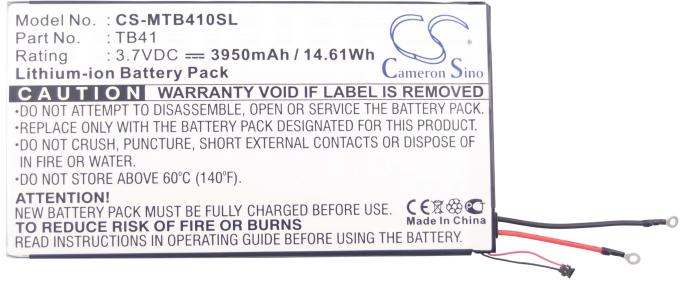 Model No. : CS-MTB410SL
Part No. : TB41
Rating : 3.7VDC 3950mAh / 14.61Wh
Lithium-ion Battery Pack
CS
Cameron Sino
CAUTION WARRANTY VOID IF LABEL IS REMOVED
•DO NOT ATTEMPT TO DISASSEMBLE, OPEN OR SERVICE THE BATTERY PACK.
•REPLACE ONLY WITH THE BATTERY PACK DESIGNATED FOR THIS PRODUCT.
•DO NOT CRUSH, PUNCTURE, SHORT EXTERNAL CONTACTS OR DISPOSE OF
IN FIRE OR WATER.
•DO NOT STORE ABOVE 60°C (140°F).
ATTENTION!
NEW BATTERY PACK MUST BE FULLY CHARGED BEFORE USE.
TO REDUCE RISK OF FIRE OR BURNS
READ INSTRUCTIONS IN OPERATING GUIDE BEFORE USING BATTERY PACK.
CE
Made In China